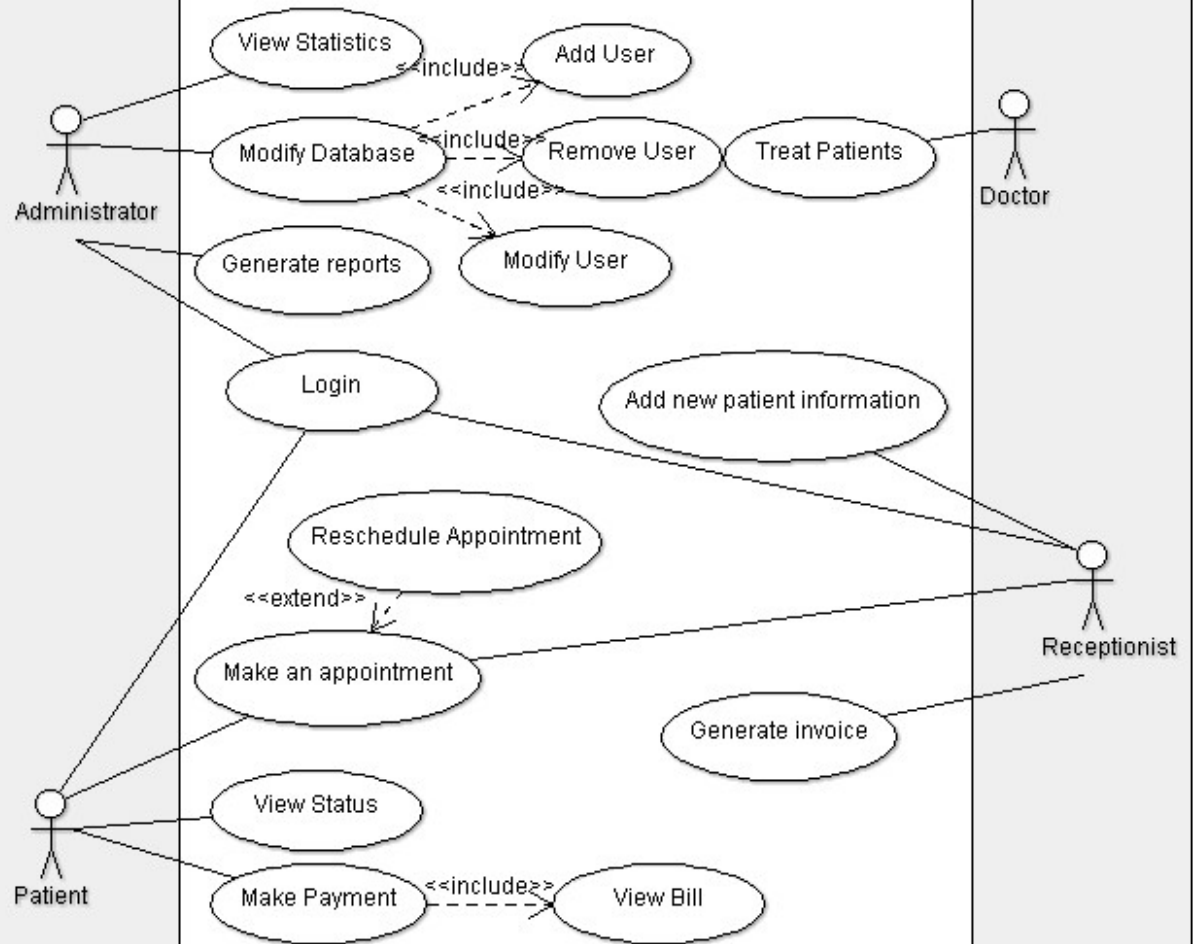 View Statistics
<<include>>
Add User
Modify Database
<<include>>
Remove User
Treat Patients
<<include>>
Doctor
Administrator
Generate reports
Modify User
Login
Add new patient information
Reschedule Appointment
<<extend>>
Make an appointment
Receptionist
Generate invoice
View Status
Patient
Make Payment
<<include>>
View Bill